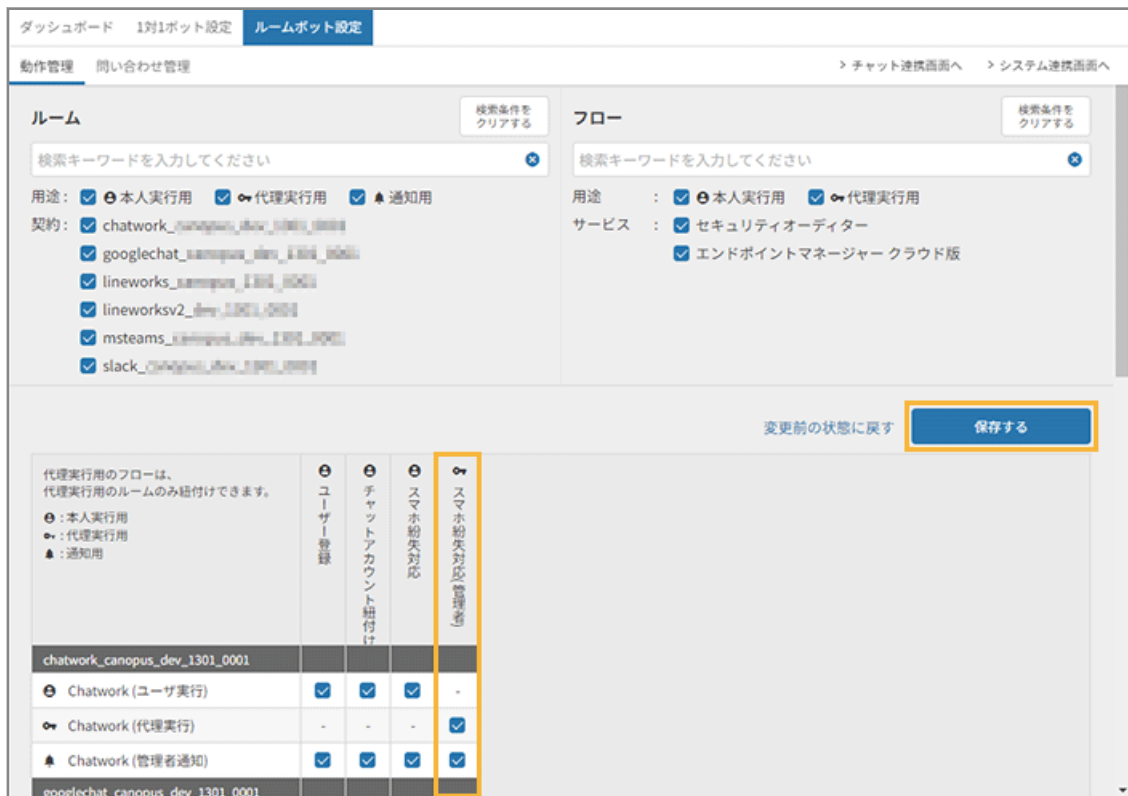 ダッシュボード 1対1ボット設定 ルームボット設定
動作管理 問い合わせ管理 > チャット連携画面へ > システム連携画面へ
ルーム
検索条件を
クリアする
検索キーワードを入力してください
用途 : 本人実行用 代理実行用 通知用
契約 : chatwork_
googlechat_
lineworks_
lineworksv2_
msteams_
slack_
フロー
検索条件を
クリアする
検索キーワードを入力してください
用途 : 本人実行用 代理実行用
サービス : セキュリティオーディター
エンドポイントマネージャー クラウド版
変更前の状態に戻す 保存する
代理実行用のフローは、
代理実行用のルームのみ紐付けできます。
: 本人実行用
: 代理実行用
: 通知用
ユーザー登録
チャットアカウント紐付け
スマホ紛失対応
スマホ紛失対応(管理者)
chatwork_canopus_dev_1301_0001
Chatwork (ユーザ実行) -
Chatwork (代理実行) - - -
Chatwork (管理者通知)
googlechat_canopus_dev_1301_0001